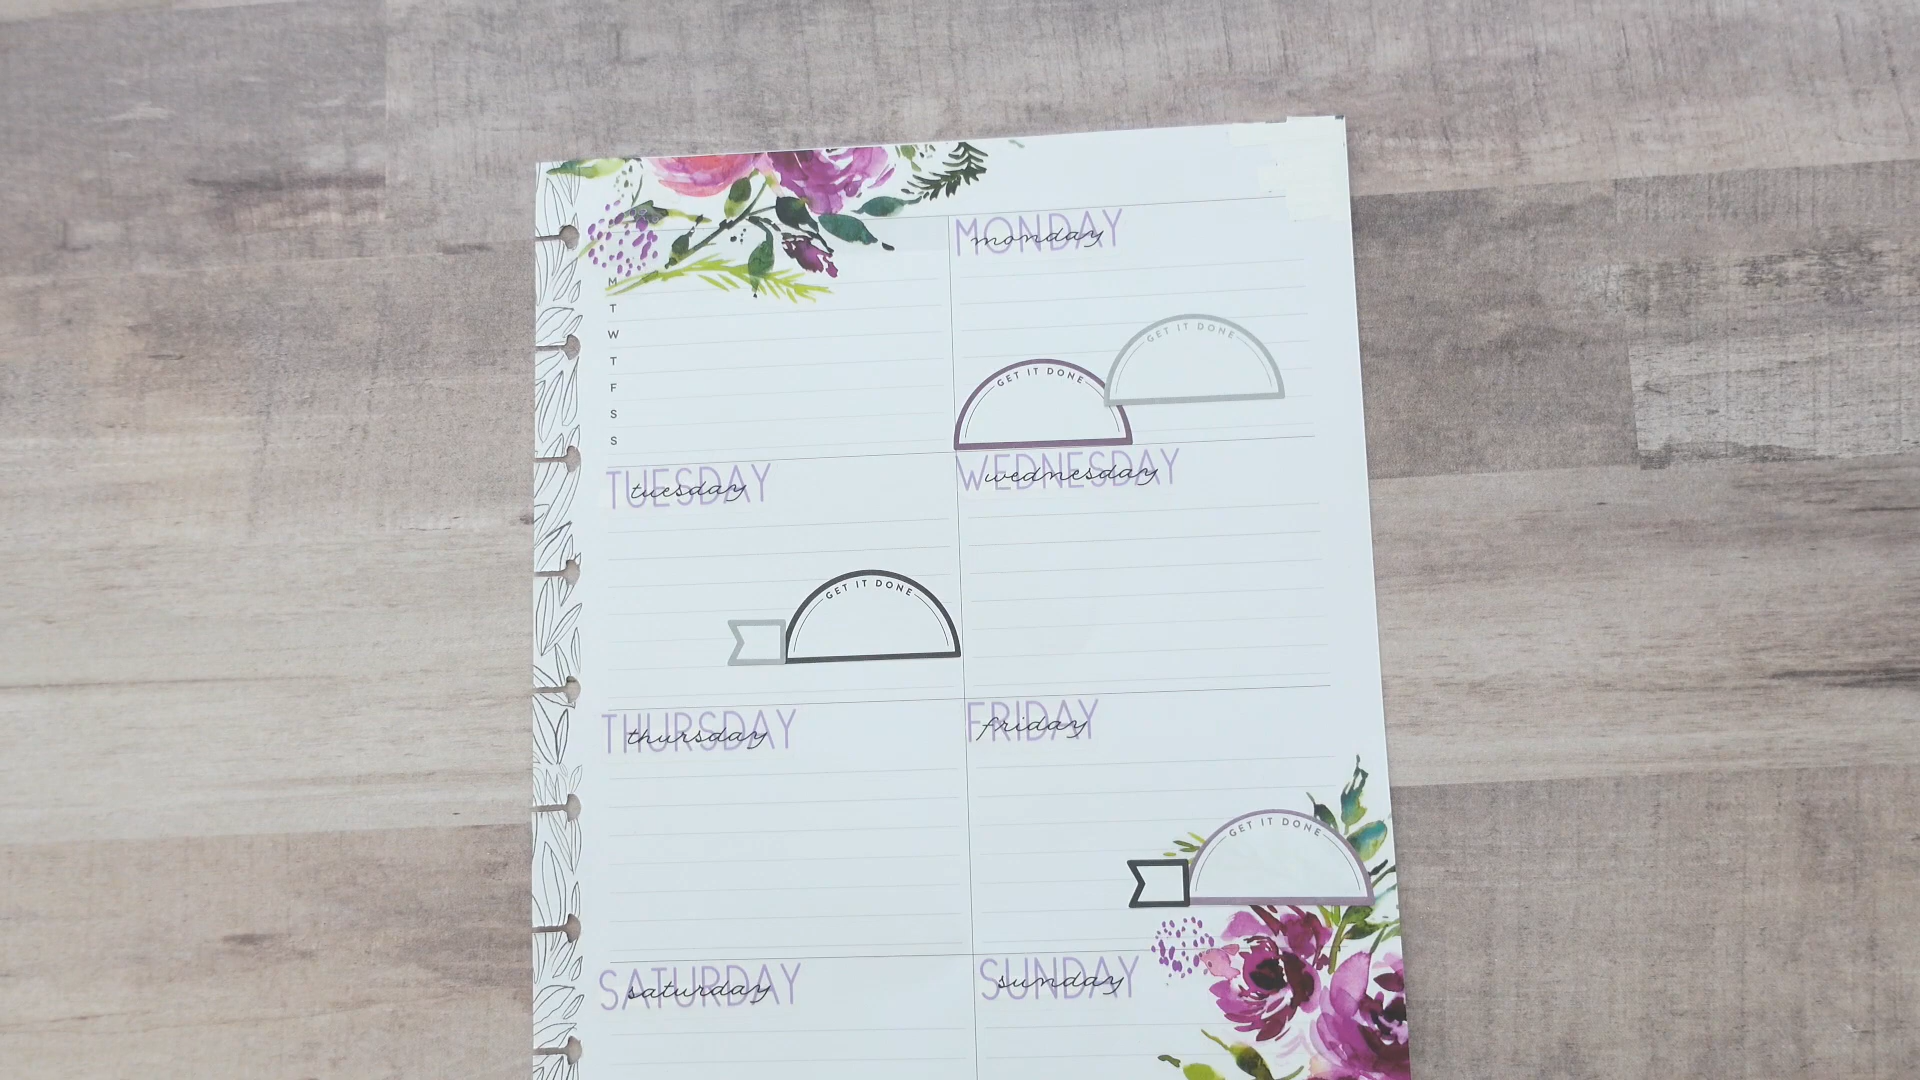 MONDAY
monday
M
T
W
T
F
S
S
GET IT DONE
GET IT DONE
TUESDAY
tuesday
WEDNESDAY
wednesday
GET IT DONE
THURSDAY
thursday
FRIDAY
friday
GET IT DONE
SATURDAY
saturday
SUNDAY
sunday